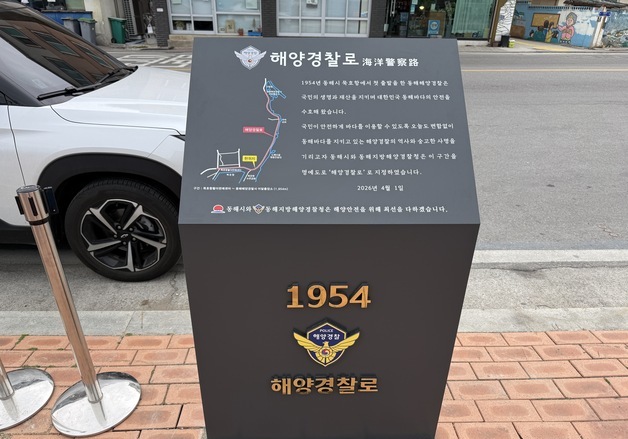 해양경찰로 海洋警察路
1954년 동해시 묵호항에서 첫 출항을 한 동해해양경찰은
국민의 생명과 재산을 지키며 대한민국 동해바다의 안전을
수호해 왔습니다.
국민이 안전하게 바다를 이용할 수 있도록 오늘도 변함없이
동해바다를 지키고 있는 해양경찰의 역사와 숭고한 사명을
기리고자 동해시와 동해지방해양경찰청은 이 구간을
명예도로 "해양경찰로" 로 지정하였습니다.
2026년 4월 1일
동해시와 동해지방해양경찰청은 해양안전을 위해 최선을 다하겠습니다.
1954
POLICE
해양경찰
해양경찰로